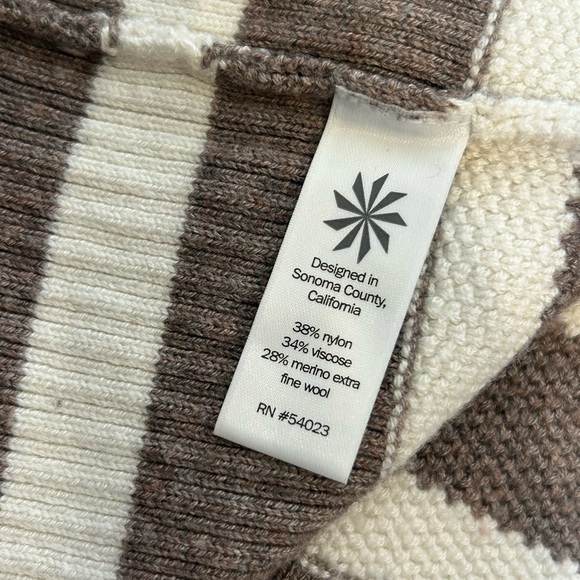 Designed in
Sonoma County,
California
38% nylon
34% viscose
28% merino extra
fine wool
RN #54023